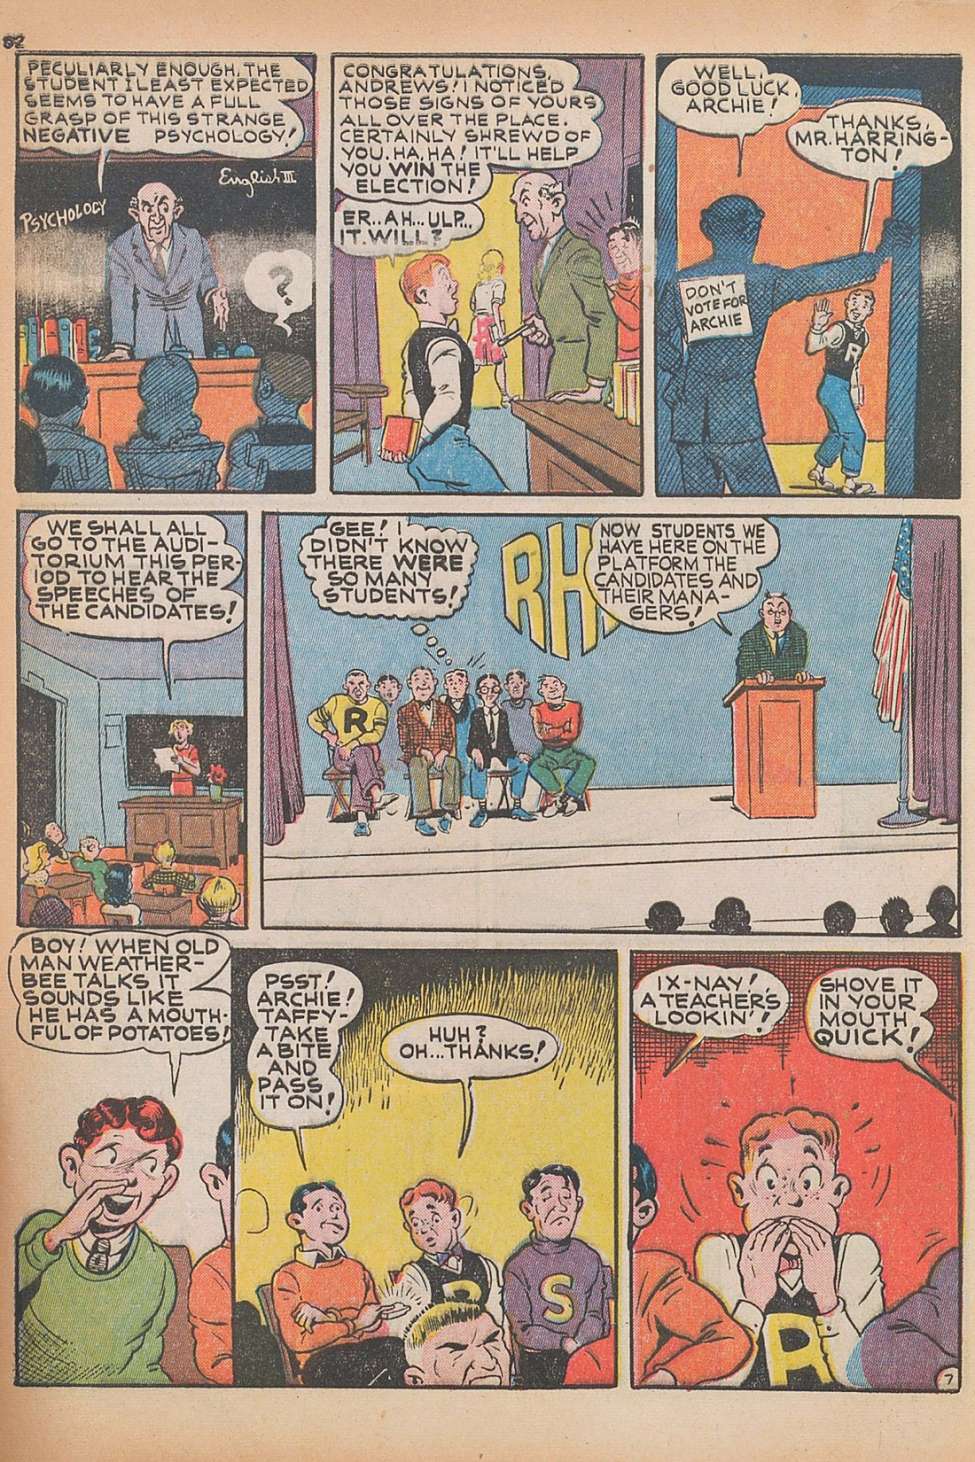 82
PECULIARLY ENOUGH, THE
STUDENT I LEAST EXPECTED
SEEMS TO HAVE A FULL
GRASP OF THIS STRANGE
NEGATIVE PSYCHOLOGY!
English III
PSYCHOLOGY
?
CONGRATULATIONS,
ANDREWS! I NOTICED
THOSE SIGNS OF YOURS
ALL OVER THE PLACE.
CERTAINLY SHREWD OF
YOU. HA, HA! IT'LL HELP
YOU WIN THE
ELECTION!
ER..AH...ULP...
IT.WILL?
WELL,
GOOD LUCK,
ARCHIE!
THANKS,
MR. HARRING-
TON!
DON'T
VOTE FOR
ARCHIE
R
WE SHALL ALL
GO TO THE AUDI-
TORIUM THIS PER-
IOD TO HEAR THE
SPEECHES OF
THE CANDIDATES!
GEE! I
DIDN'T KNOW
THERE WERE
SO MANY
STUDENTS!
RH
NOW STUDENTS WE
HAVE HERE ON THE
PLATFORM THE
CANDIDATES AND
THEIR MANA-
GERS!
R
BOY! WHEN OLD
MAN WEATHER-
BEE TALKS IT
SOUNDS LIKE
HE HAS A MOUTH-
FUL OF POTATOES!
PSST!
ARCHIE!
TAFFY-
TAKE
A BITE
AND
PASS
IT ON!
HUH?
OH...THANKS!
R
S
IX-NAY!
A TEACHER'S
LOOKIN'!
SHOVE IT
IN YOUR
MOUTH
QUICK!
R
7